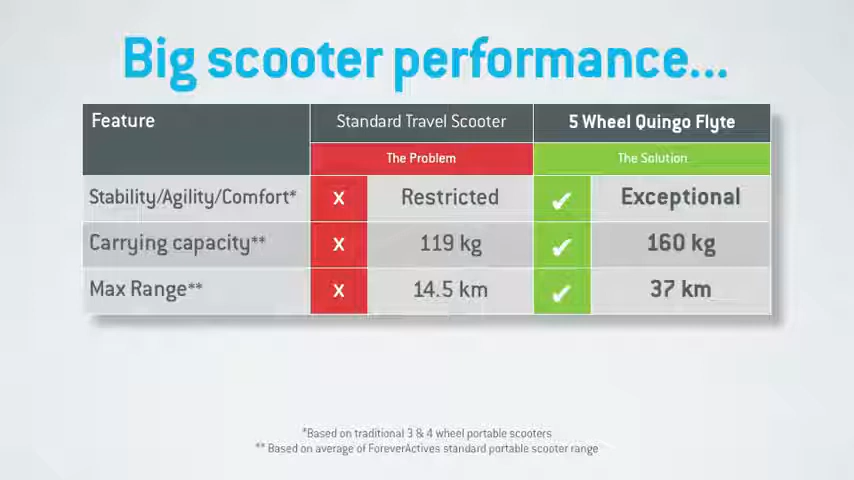 Big scooter performance...
Feature Standard Travel Scooter 5 Wheel Quingo Flyte
The Problem The Solution
Stability/Agility/Comfort* X Restricted ✓ Exceptional
Carrying capacity** X 119 kg ✓ 160 kg
Max Range** X 14.5 km ✓ 37 km
*Based on traditional 3 & 4 wheel portable scooters
** Based on average of ForeverActives standard portable scooter range